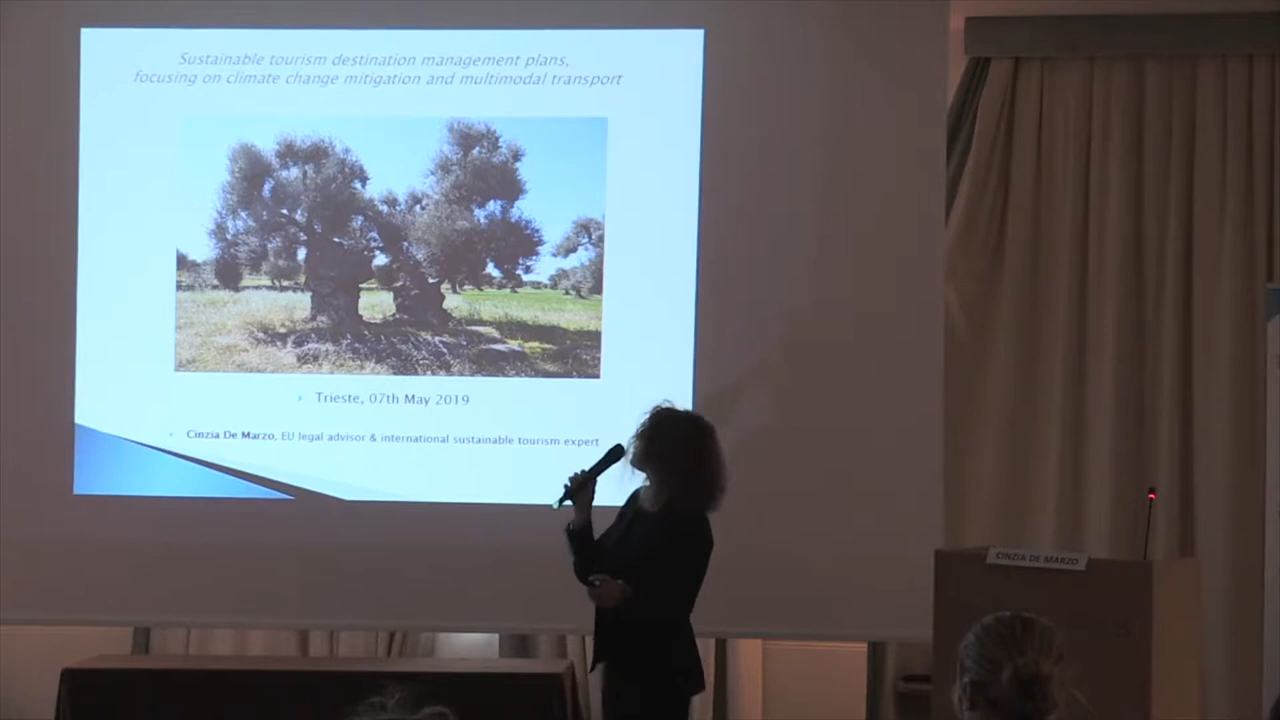 Sustainable tourism destination management plans,
focusing on climate change mitigation and multimodal transport
Trieste, 07th May 2019
Cinzia De Marzo, EU legal advisor & international sustainable tourism expert
CINZIA DE MARZO